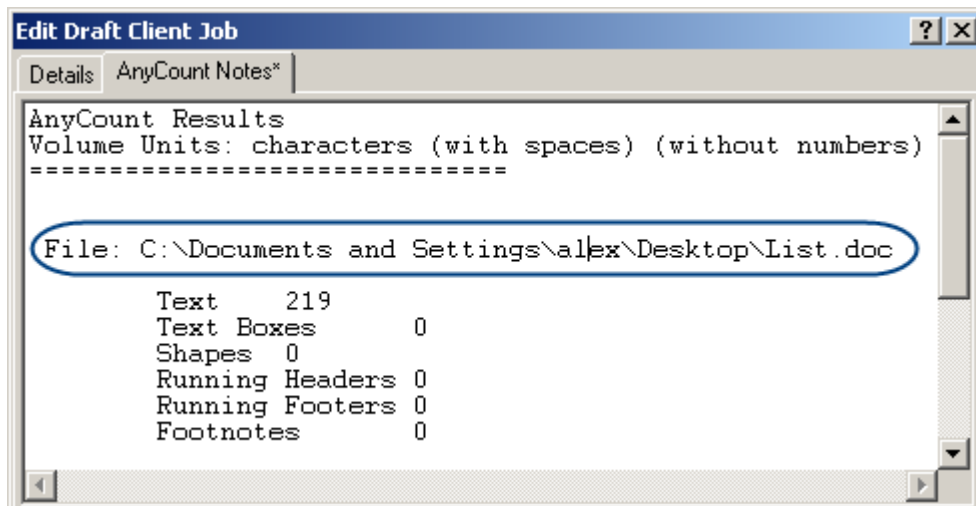 Edit Draft Client Job
Details AnyCount Notes*
AnyCount Results
Volume Units: characters (with spaces) (without numbers)
==============================
File: C:\Documents and Settings\alex\Desktop\List.doc
Text 219
Text Boxes 0
Shapes 0
Running Headers 0
Running Footers 0
Footnotes 0